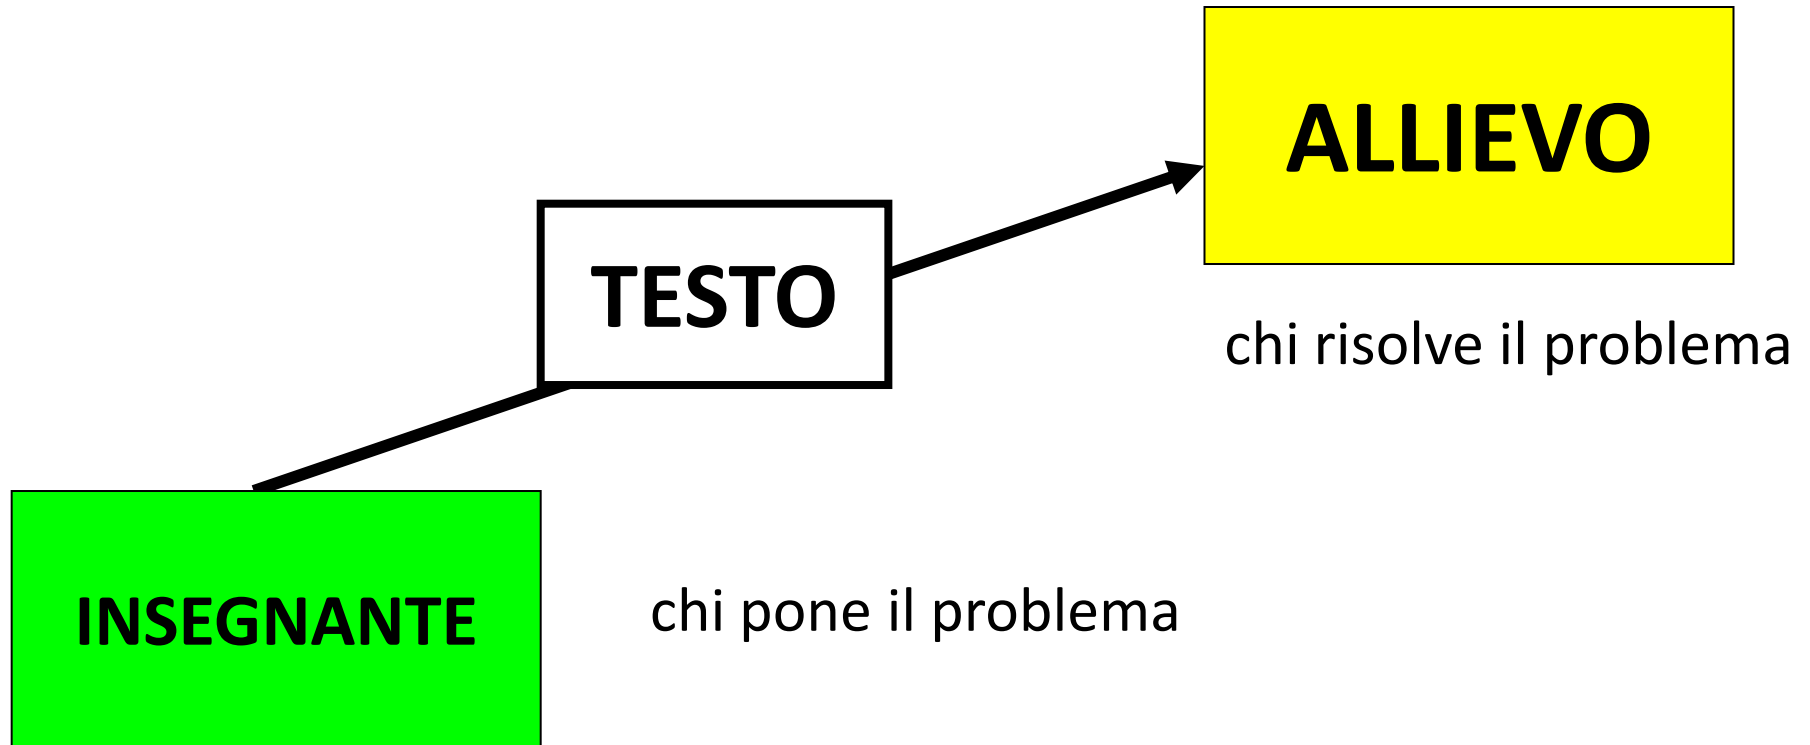 ALLIEVO
TESTO
chi risolve il problema
INSEGNANTE
chi pone il problema